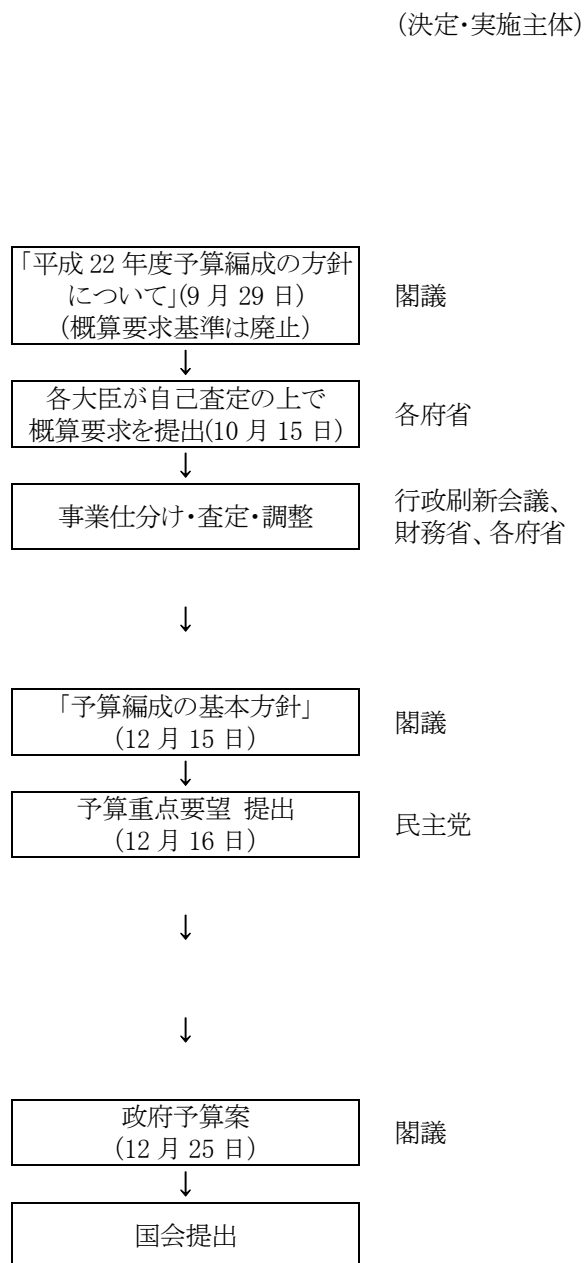 (決定・実施主体)
「平成 22 年度予算編成の方針
について」(9 月 29 日)
(概算要求基準は廃止)
閣議
↓
各大臣が自己査定の上で
概算要求を提出(10 月 15 日)
各府省
↓
事業仕分け・査定・調整
行政刷新会議、
財務省、各府省
↓
「予算編成の基本方針」
(12 月 15 日)
閣議
↓
予算重点要望 提出
(12 月 16 日)
民主党
↓
↓
政府予算案
(12 月 25 日)
閣議
↓
国会提出